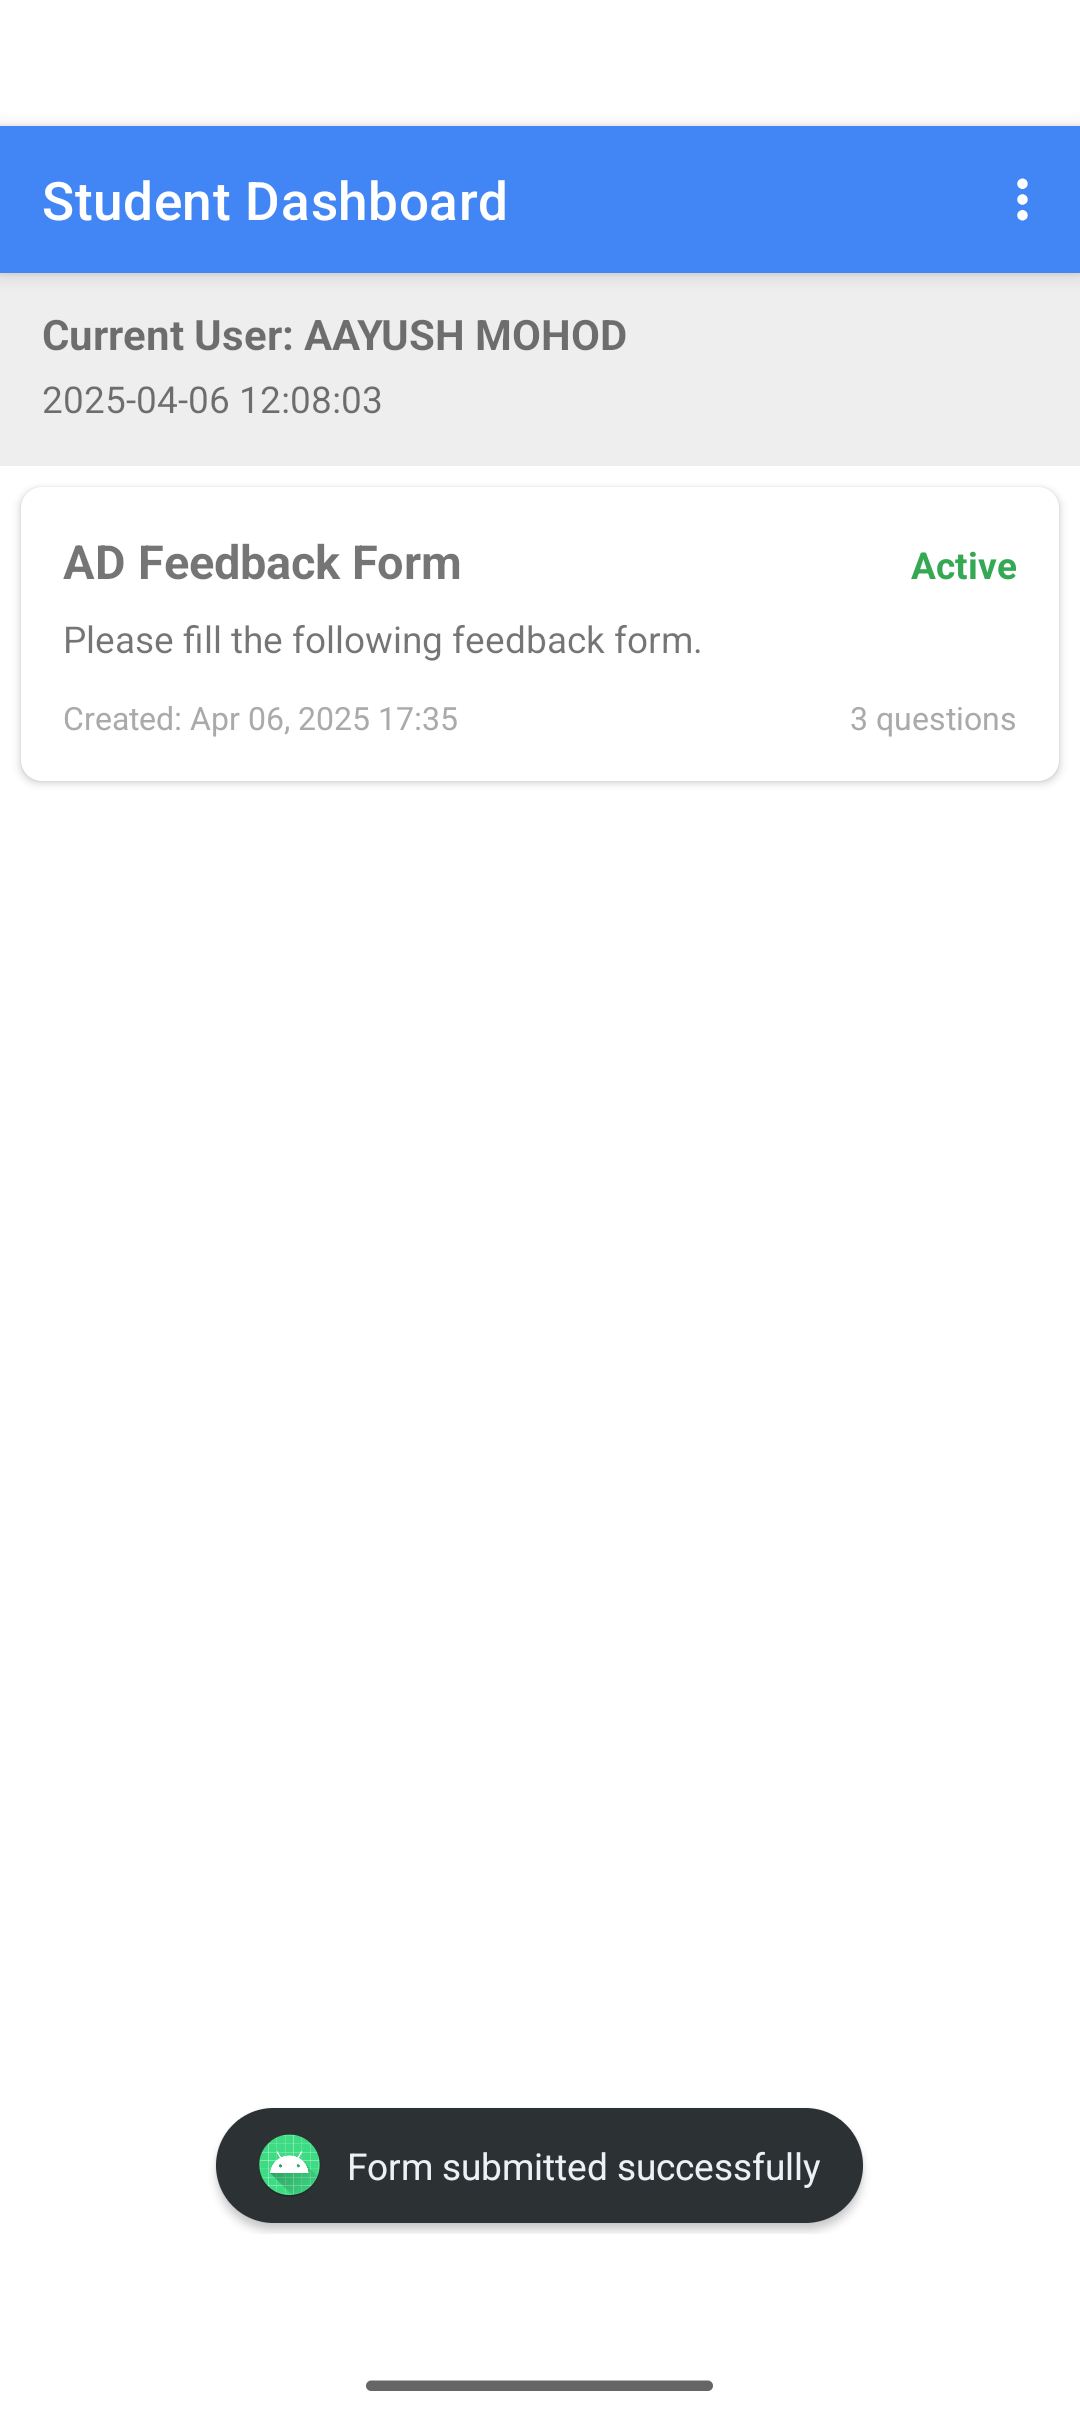 Student Dashboard
Current User: AAYUSH MOHOD
2025-04-06 12:08:03
AD Feedback Form
Active
Please fill the following feedback form.
Created: Apr 06, 2025 17:35
3 questions
Form submitted successfully